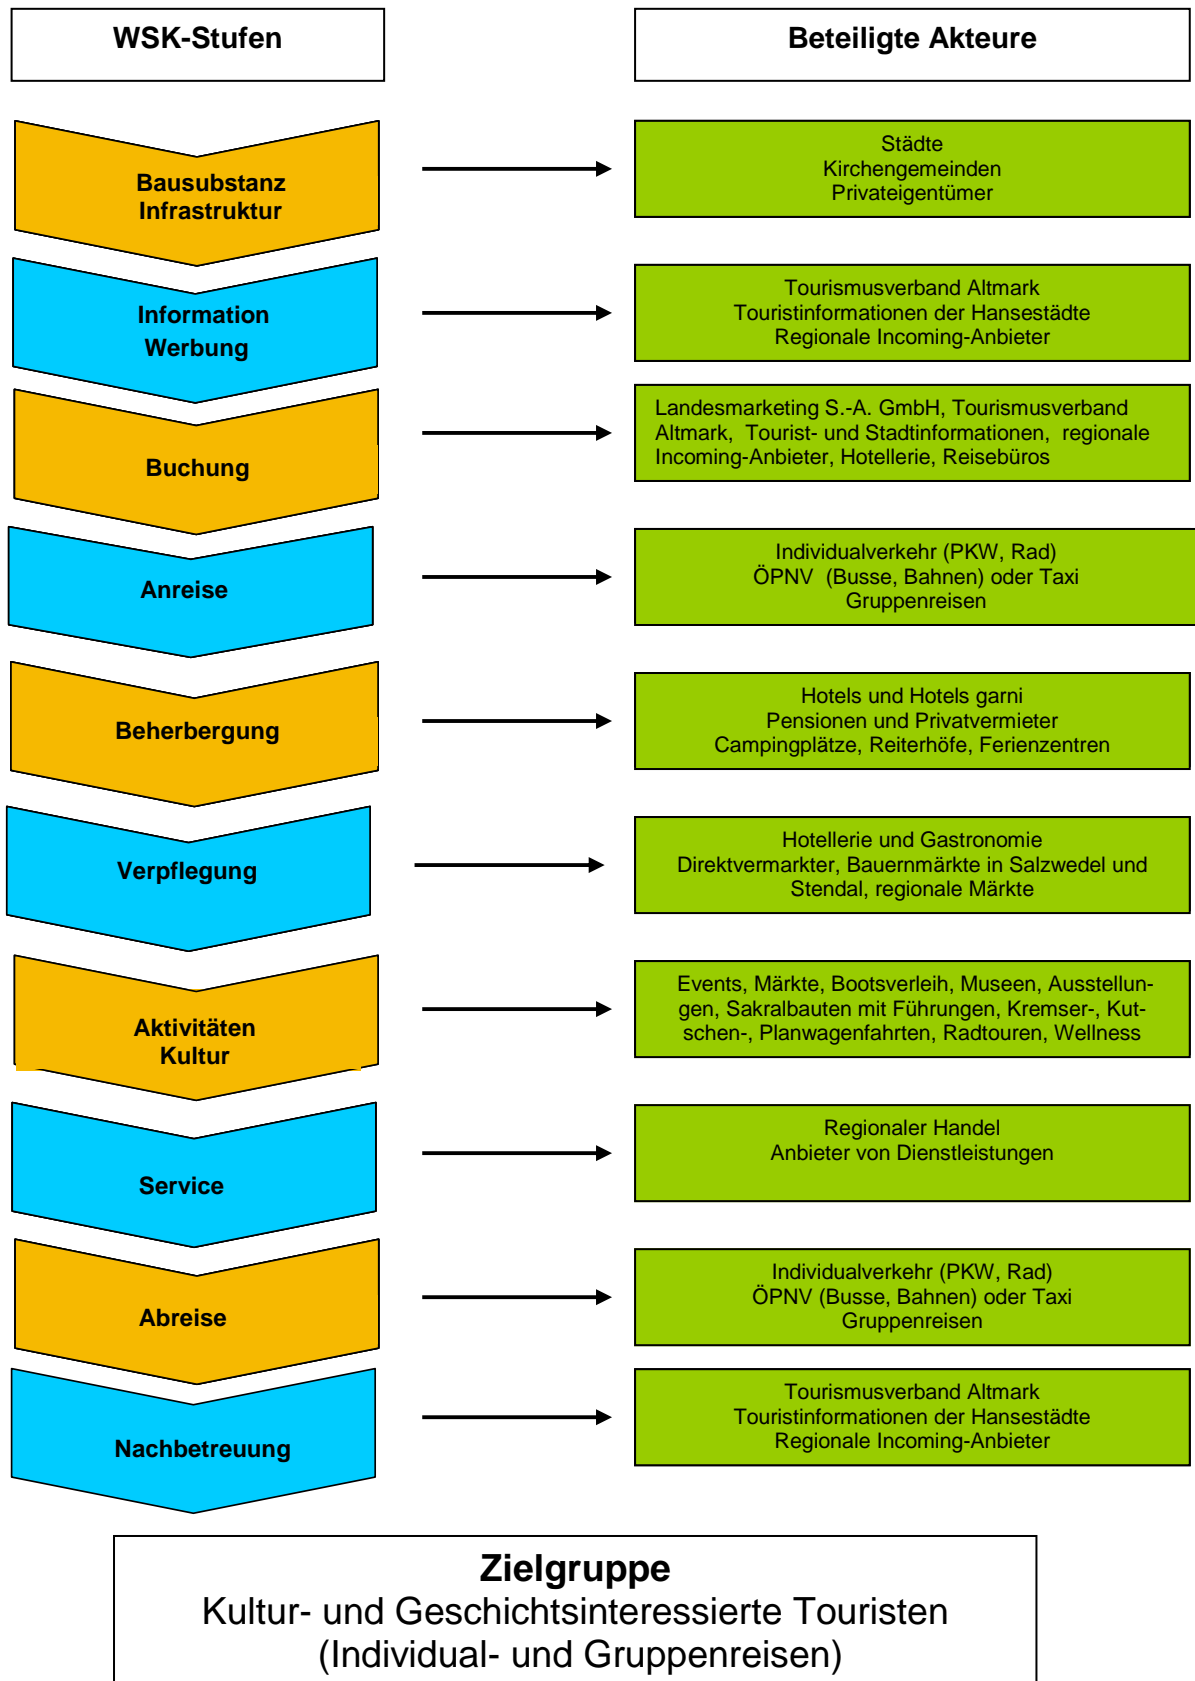 WSK-Stufen
Beteiligte Akteure
Bausubstanz
Infrastruktur
Städte
Kirchengemeinden
Privateigentümer
Information
Werbung
Tourismusverband Altmark
Touristinformationen der Hansestädte
Regionale Incoming-Anbieter
Buchung
Landesmarketing S.-A. GmbH, Tourismusverband
Altmark, Tourist- und Stadtinformationen, regionale
Incoming-Anbieter, Hotellerie, Reisebüros
Anreise
Individualverkehr (PKW, Rad)
ÖPNV (Busse, Bahnen) oder Taxi
Gruppenreisen
Beherbergung
Hotels und Hotels garni
Pensionen und Privatvermieter
Campingplätze, Reiterhöfe, Ferienzentren
Verpflegung
Hotellerie und Gastronomie
Direktvermarkter, Bauernmärkte in Salzwedel und
Stendal, regionale Märkte
Aktivitäten
Kultur
Events, Märkte, Bootsverleih, Museen, Ausstellun-
gen, Sakralbauten mit Führungen, Kremser-, Kut-
schen-, Planwagenfahrten, Radtouren, Wellness
Service
Regionaler Handel
Anbieter von Dienstleistungen
Abreise
Individualverkehr (PKW, Rad)
ÖPNV (Busse, Bahnen) oder Taxi
Gruppenreisen
Nachbetreuung
Tourismusverband Altmark
Touristinformationen der Hansestädte
Regionale Incoming-Anbieter
Zielgruppe
Kultur- und Geschichtsinteressierte Touristen
(Individual- und Gruppenreisen)